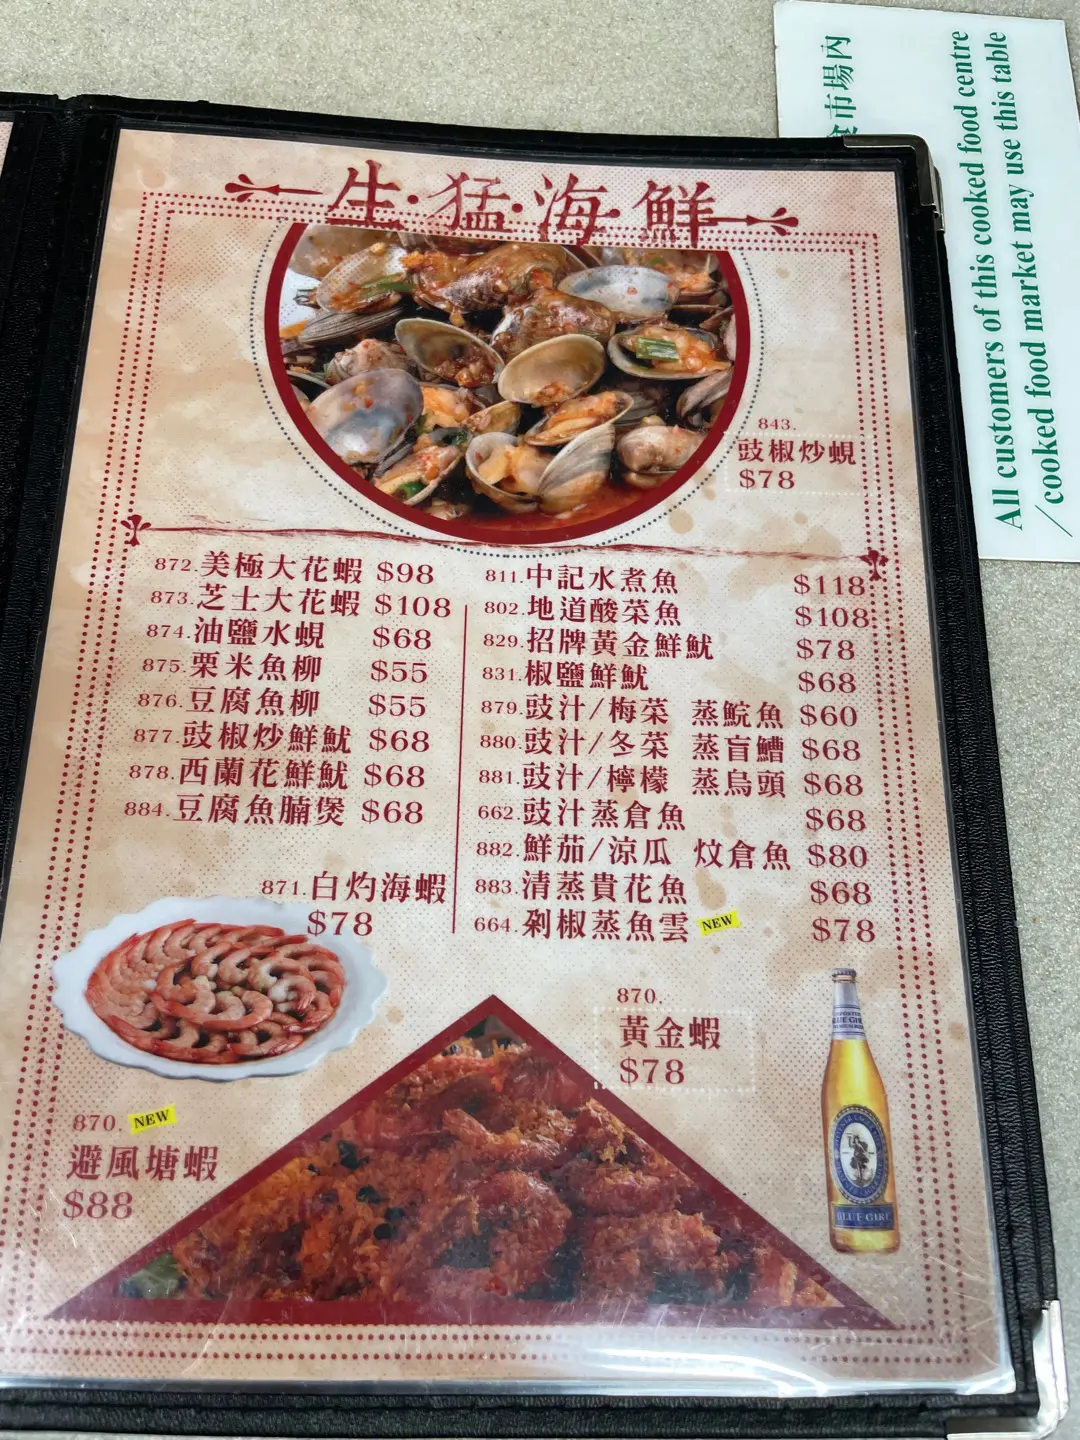 生·猛·海·鮮
843.
豉椒炒蜆
$78
872.美極大花蝦 $98
873.芝士大花蝦 $108
874.油鹽水蜆 $68
875.栗米魚柳 $55
876.豆腐魚柳 $55
877.豉椒炒鮮魷 $68
878.西蘭花鮮魷 $68
884.豆腐魚腩煲 $68
871.白灼海蝦
$78
811.中記水煮魚 $118
802.地道酸菜魚 $108
829.招牌黃金鮮魷 $78
831.椒鹽鮮魷 $68
879.豉汁/梅菜 蒸鯇魚 $60
880.豉汁/冬菜 蒸盲鰽 $68
881.豉汁/檸檬 蒸烏頭 $68
662.豉汁蒸倉魚 $68
882.鮮茄/涼瓜 炆倉魚 $80
883.清蒸貴花魚 $68
664.剁椒蒸魚雲 NEW $78
870.
黃金蝦
$78
870. NEW
避風塘蝦
$88
BLUE GIRL
食市場內
All customers of this cooked food centre
/cooked food market may use this table